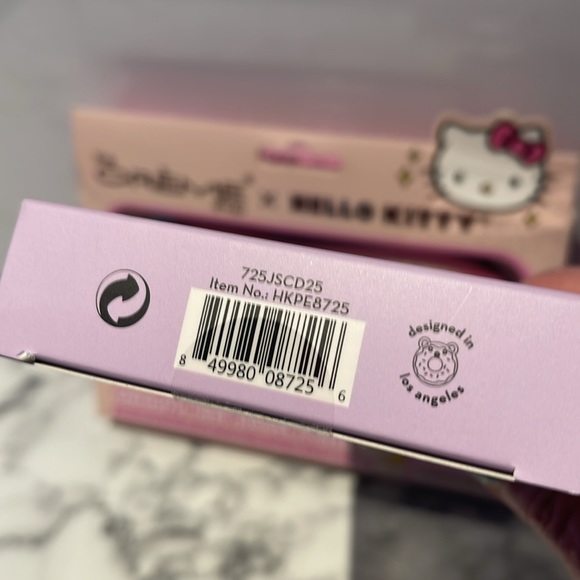 × HELLO KITTY
725JSCD25
Item No.: HKPE8725
8 49980 08725 6
designed in
los angeles